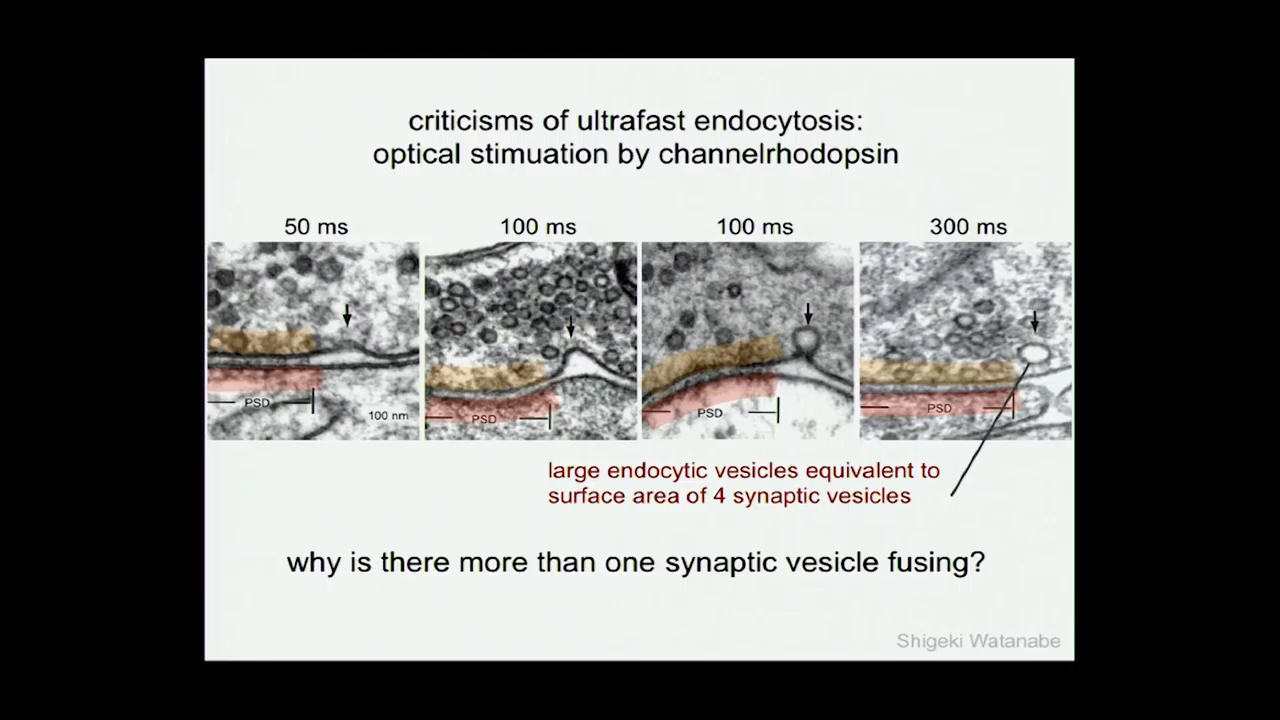 criticisms of ultrafast endocytosis:
optical stimuation by channelrhodopsin
50 ms
100 ms
100 ms
300 ms
PSD
100 nm
PSD
PSD
PSD
large endocytic vesicles equivalent to
surface area of 4 synaptic vesicles
why is there more than one synaptic vesicle fusing?
Shigeki Watanabe